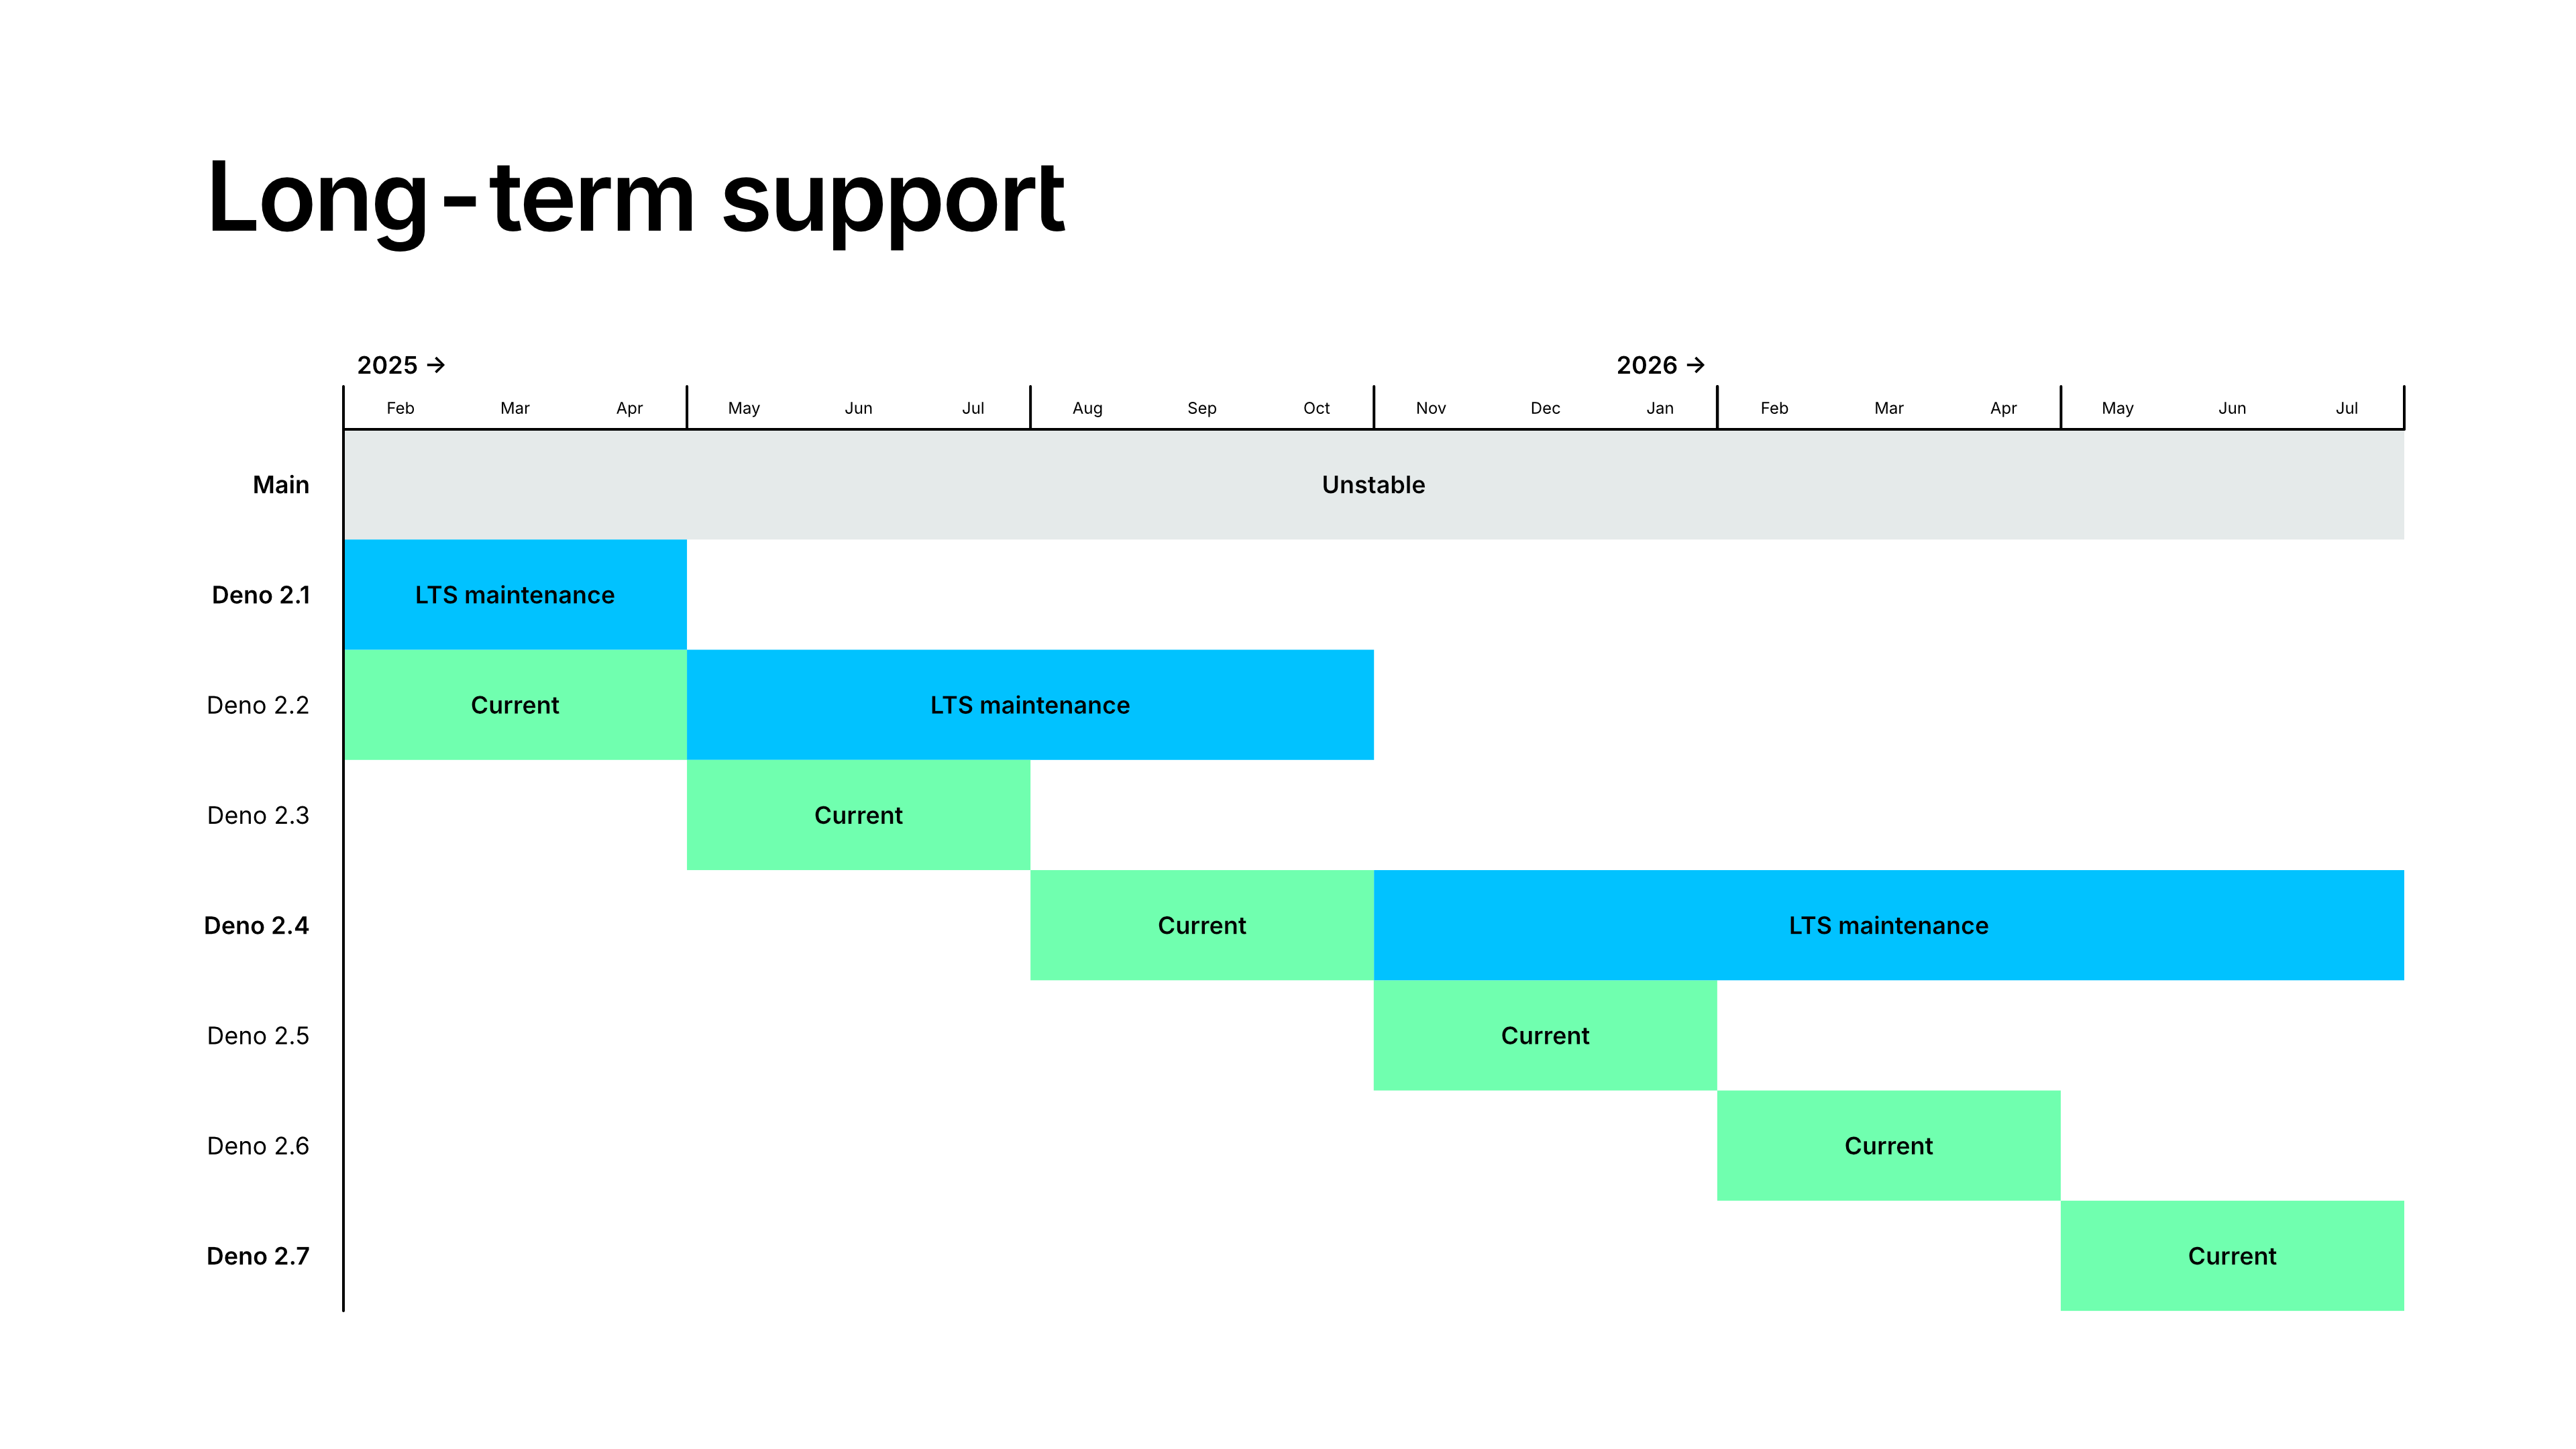 Long-term support
2025 → 2026 →
Feb Mar Apr May Jun Jul Aug Sep Oct Nov Dec Jan Feb Mar Apr May Jun Jul
Main Unstable
Deno 2.1 LTS maintenance
Deno 2.2 Current LTS maintenance
Deno 2.3 Current
Deno 2.4 Current LTS maintenance
Deno 2.5 Current
Deno 2.6 Current
Deno 2.7 Current